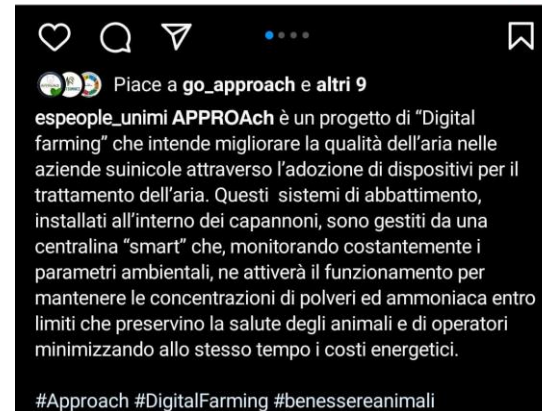 Piace a go_approach e altri 9
espeople_unimi APPROAch è un progetto di “Digital
farming” che intende migliorare la qualità dell’aria nelle
aziende suinicole attraverso l’adozione di dispositivi per il
trattamento dell’aria. Questi sistemi di abbattimento,
installati all’interno dei capannoni, sono gestiti da una
centralina “smart” che, monitorando costantemente i
parametri ambientali, ne attiverà il funzionamento per
mantenere le concentrazioni di polveri ed ammoniaca entro
limiti che preservino la salute degli animali e di operatori
minimizzando allo stesso tempo i costi energetici.
#Approach #DigitalFarming #benessereanimali